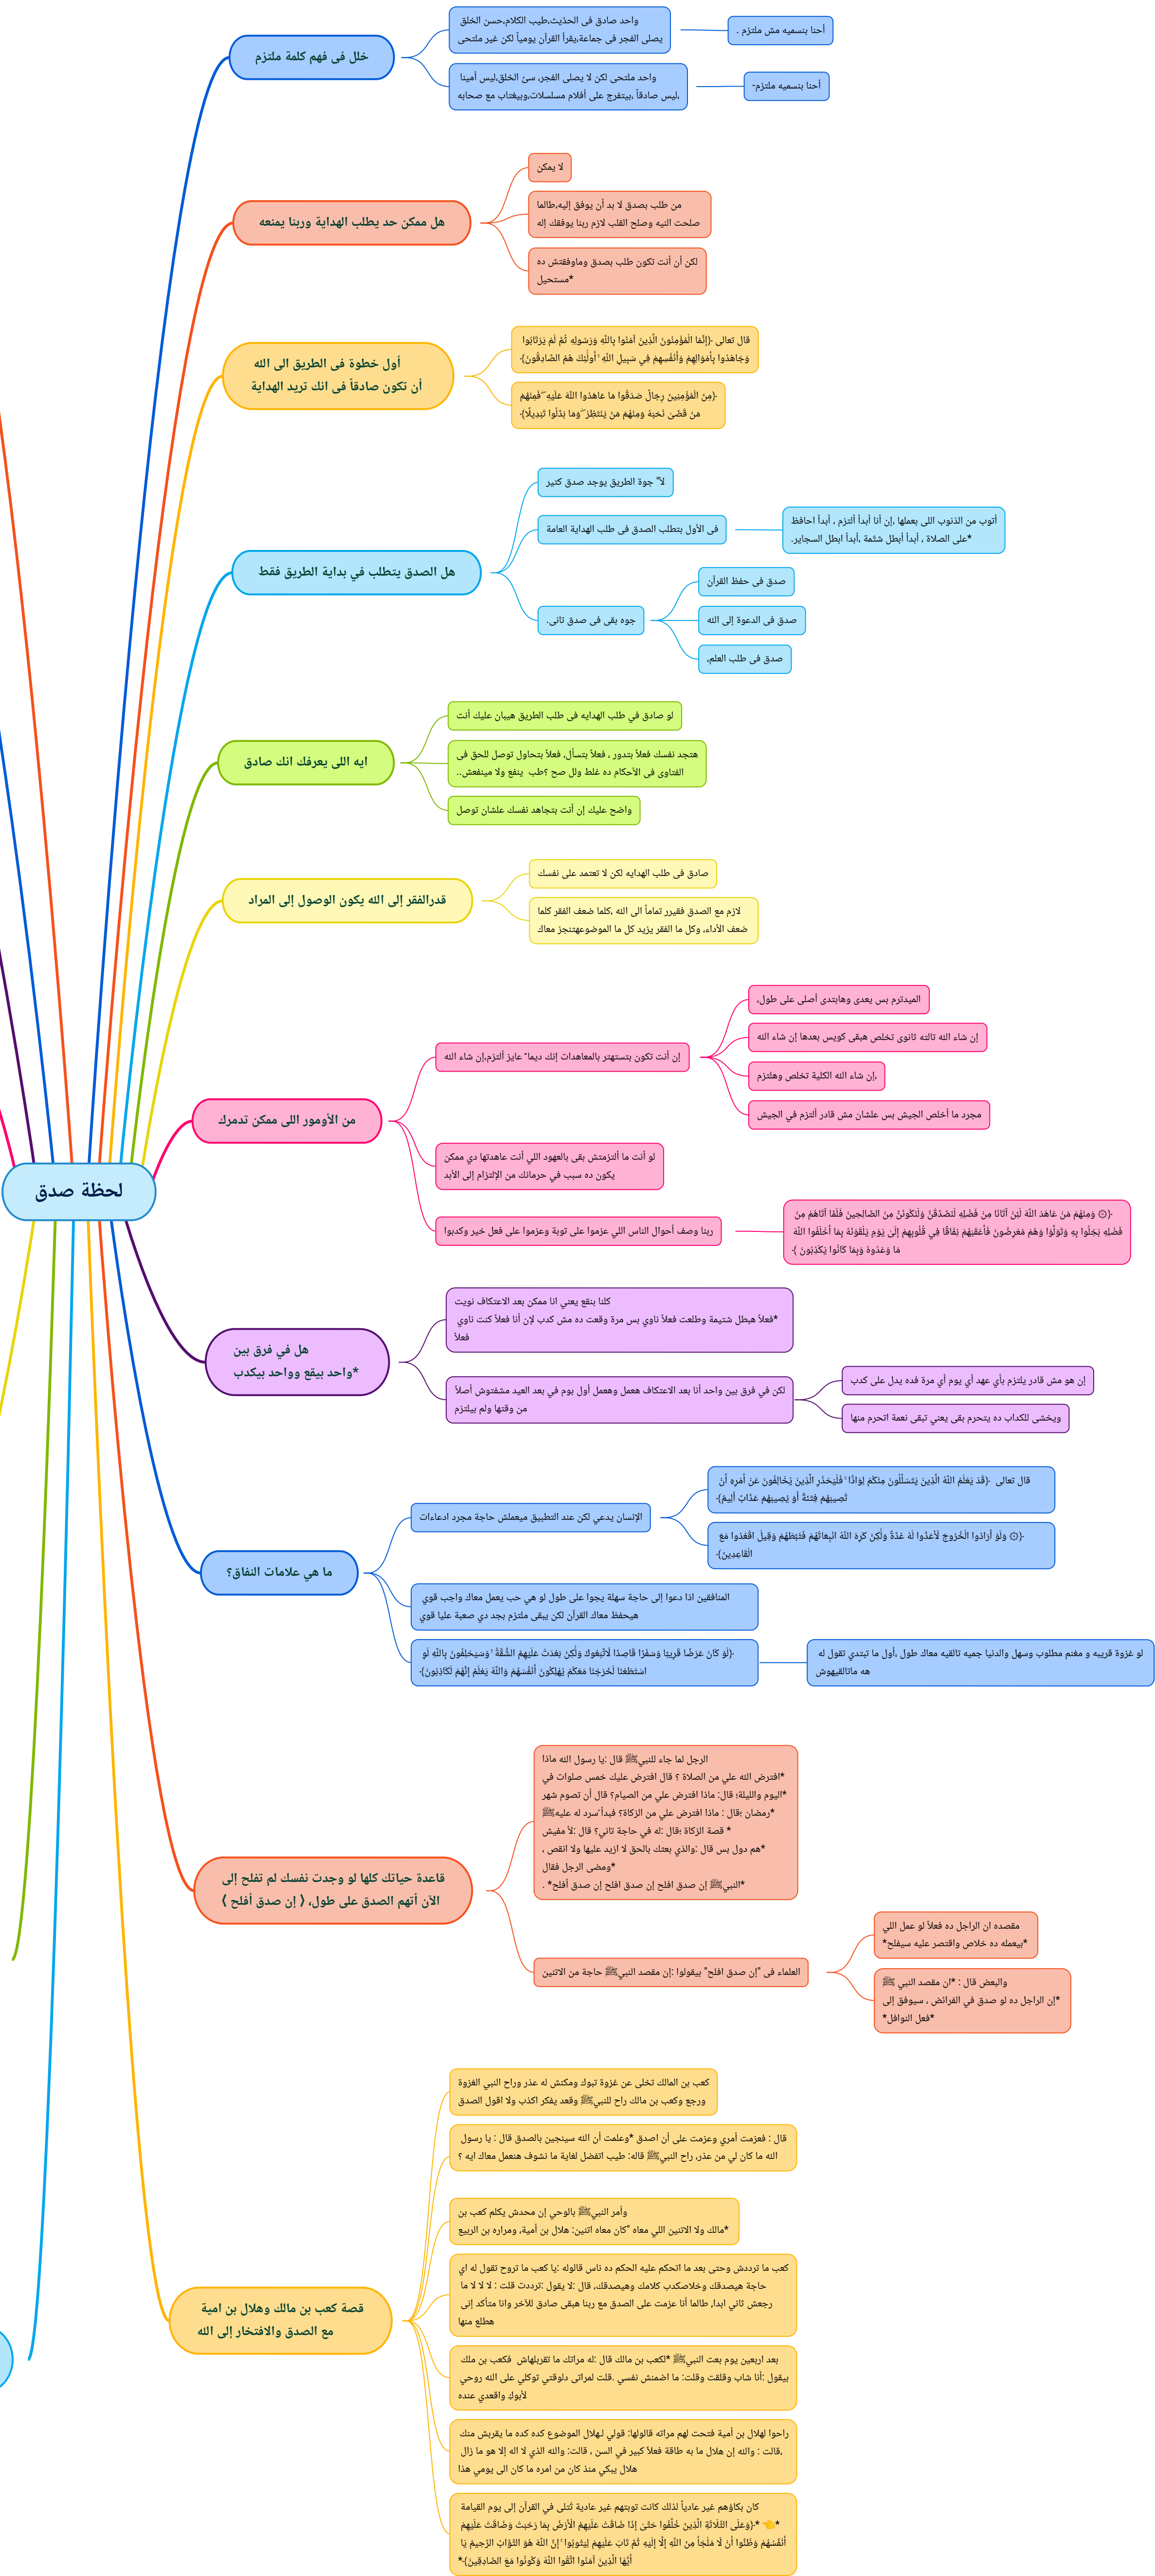 لحظة صدق
خلل فى فهم كلمة ملتزم
واحد صادق فى الحديث،طيب الكلام،حسن الخلق
يصلى الفجر فى جماعة،يقرأ القرآن يومياً لكن غير ملتحى
أحنا بنسميه مش ملتزم .
واحد ملتحى لكن لا يصلى الفجر، سئ الخلق،ليس أمينا
،ليس صادقاً ،بيتفرج على أفلام مسلسلات،وبيغتاب مع صحابه
أحنا بنسميه ملتزم-
هل ممكن حد يطلب الهداية وربنا يمنعه
لا يمكن
من طلب بصدق لا بد أن يوفق إليه،طالما
صلحت النيه وصلح القلب لازم ربنا يوفقك إله
لكن أن أنت تكون طلب بصدق وماوفقتش ده
*مستحيل
أول خطوة فى الطريق الى الله
أن تكون صادقاً فى انك تريد الهداية
قال تعالى -{إِنَّمَا الْمُؤْمِنُونَ الَّذِينَ آمَنُوا بِاللَّهِ وَرَسُولِهِ ثُمَّ لَمْ يَرْتَابُوا
وَجَاهَدُوا بِأَمْوَالِهِمْ وَأَنفُسِهِمْ فِي سَبِيلِ اللَّهِ ۚ أُولَٰئِكَ هُمُ الصَّادِقُونَ}-
-{مِنَ الْمُؤْمِنِينَ رِجَالٌ صَدَقُوا مَا عَاهَدُوا اللَّهَ عَلَيْهِ ۖ فَمِنْهُم
مَّن قَضَىٰ نَحْبَهُ وَمِنْهُم مَّن يَنتَظِرُ ۖ وَمَا بَدَّلُوا تَبْدِيلًا}-
هل الصدق يتطلب في بداية الطريق فقط
لأ" جوة الطريق يوجد صدق كتير
فى الأول بتطلب الصدق فى طلب الهداية العامة
أتوب من الذنوب اللى بعملها ،إن أنا أبدأ ألتزم ، أبدأ احافظ
*على الصلاة ، أبدأ أبطل شتمة ،أبدأ ابطل السجاير.
جوه بقى فى صدق تانى.
صدق فى حفظ القرآن
صدق فى الدعوة إلى الله
صدق فى طلب العلم،
ايه اللى يعرفك انك صادق
لو صادق في طلب الهدايه فى طلب الطريق هيبان عليك أنت
هتجد نفسك فعلاً بتدور ، فعلاً بتسأل، فعلاً بتحاول توصل للحق فى
الفتاوى فى الأحكام ده غلط ولل صح ؟طب ينفع ولا مينفعش..
واضح عليك إن أنت بتجاهد نفسك علشان توصل
قدرالفقر إلى الله يكون الوصول إلى المراد
صادق فى طلب الهدايه لكن لا تعتمد على نفسك
لازم مع الصدق فقيرر تماماً الى الله ،كلما ضعف الفقر كلما
ضعف الأداء، وكل ما الفقر يزيد كل ما الموضوعهتنجز معاك
من الأومور اللى ممكن تدمرك
إن أنت تكون بتستهتر بالمعاهدات إنك ديما ً عايز ألتزم،إن شاء الله
الميدترم بس يعدى وهابتدى أصلى على طول،
إن شاء الله تالته ثانوى تخلص هبقى كويس بعدها إن شاء الله
،إن شاء الله الكلية تخلص وهلتزم
مجرد ما أخلص الجيش بس علشان مش قادر ألتزم في الجيش
لو أنت ما ألتزمتش بقى بالعهود اللي أنت عاهدتها دي ممكن
يكون ده سبب في حرمانك من الإلتزام إلى الأبد
ربنا وصف أحوال الناس اللي عزموا على توبة وعزموا على فعل خير وكدبوا
-{۞ وَمِنْهُم مَّنْ عَاهَدَ اللَّهَ لَئِنْ آتَانَا مِن فَضْلِهِ لَنَصَّدَّقَنَّ وَلَنَكُونَنَّ مِنَ الصَّالِحِينَ فَلَمَّا آتَاهُم مِّن
فَضْلِهِ بَخِلُوا بِهِ وَتَوَلَّوا وَّهُم مُّعْرِضُونَ فَأَعْقَبَهُمْ نِفَاقًا فِي قُلُوبِهِمْ إِلَىٰ يَوْمِ يَلْقَوْنَهُ بِمَا أَخْلَفُوا اللَّهَ
مَا وَعَدُوهُ وَبِمَا كَانُوا يَكْذِبُونَ }-
هل في فرق بين
*واحد بيقع وواحد بيكدب
كلنا بنقع يعني انا ممكن بعد الاعتكاف نويت
*فعلاً هبطل شتيمة وطلعت فعلاً ناوي بس مرة وقعت ده مش كدب لإن أنا فعلاً كنت ناوي
فعلاً
لكن في فرق بين واحد أنا بعد الاعتكاف هعمل وهعمل أول يوم في بعد العيد مشفتوش أصلاً
من وقتها ولم بيلتزم
إن هو مش قادر يلتزم بأي عهد أي يوم أي مرة فده يدل على كدب
ويخشى للكداب ده يتحرم بقى يعني تبقى نعمة اتحرم منها
ما هي علامات النفاق؟
الإنسان يدعي لكن عند التطبيق ميعملش حاجة مجرد ادعاءات
قال تعالى -{قَدْ يَعْلَمُ اللَّهُ الَّذِينَ يَتَسَلَّلُونَ مِنكُمْ لِوَاذًا ۚ فَلْيَحْذَرِ الَّذِينَ يُخَالِفُونَ عَنْ أَمْرِهِ أَن
تُصِيبَهُمْ فِتْنَةٌ أَوْ يُصِيبَهُمْ عَذَابٌ أَلِيمٌ}-
-{۞ وَلَوْ أَرَادُوا الْخُرُوجَ لَأَعَدُّوا لَهُ عُدَّةً وَلَٰكِن كَرِهَ اللَّهُ انبِعَاثَهُمْ فَثَبَّطَهُمْ وَقِيلَ اقْعُدُوا مَعَ
الْقَاعِدِينَ}-
المنافقين اذا دعوا إلى حاجة سهلة يجوا على طول لو هي حب يعمل معاك واجب قوي
هيحفظ معاك القرآن لكن يبقى ملتزم بجد دي صعبة عليا قوي
-{لَوْ كَانَ عَرَضًا قَرِيبًا وَسَفَرًا قَاصِدًا لَّاتَّبَعُوكَ وَلَٰكِن بَعُدَتْ عَلَيْهِمُ الشُّقَّةُ ۚ وَسَيَحْلِفُونَ بِاللَّهِ لَوِ
اسْتَطَعْنَا لَخَرَجْنَا مَعَكُمْ يُهْلِكُونَ أَنفُسَهُمْ وَاللَّهُ يَعْلَمُ إِنَّهُمْ لَكَاذِبُونَ}-
لو غزوة قريبه و مغنم مطلوب وسهل والدنيا جميه تالقيه معاك طول ،أول ما تبتدي تقول له
هه ماتالقيهوش
قاعدة حياتك كلها لو وجدت نفسك لم تفلح إلى
الآن أتهم الصدق على طول، ⟨ إن صدق أفلح ⟩
الرجل لما جاء للنبيﷺ قال :يا رسول الله ماذا
*افترض الله علي من الصلاة ؟ قال افترض عليك خمس صلوات في
*اليوم والليلة؛ قال: ماذا افترض علي من الصيام؟ قال أن تصوم شهر
*رمضان ؛قال : ماذا افترض علي من الزكاة؟ فبدأ ًسرد له عليهﷺ
* قصة الزكاة ؛قال :له في حاجة تاني؟ قال :لأ مفيش
*هم دول بس قال :والذي بعثك بالحق لا ازيد عليها ولا انقص ،
*ومضى الرجل فقال
*النبيﷺ إن صدق افلح إن صدق افلح إن صدق أفلح* .
العلماء فى "إن صدق افلح" بيقولوا :إن مقصد النبيﷺ حاجة من الاتنين
مقصده ان الراجل ده فعلاً لو عمل اللي
*بيعمله ده خلاص واقتصر عليه سيفلح*
والبعض قال : *ان مقصد النبي ﷺ
*إن الراجل ده لو صدق في الفرائض ، سيوفق إلى
*فعل النوافل*
قصة كعب بن مالك وهلال بن امية
مع الصدق والافتخار إلى الله
كعب بن المالك تخلى عن غزوة تبوك ومكنش له عذر وراح النبي الغزوة
ورجع وكعب بن مالك راح للنبيﷺ وقعد يفكر اكذب ولا اقول الصدق
قال : فعزمت أمري وعزمت على أن اصدق *وعلمت أن الله سينجين بالصدق قال : يا رسول
الله ما كان لي من عذر، راح النبيﷺ قاله: طيب اتفضل لغاية ما نشوف هنعمل معاك ايه ؟
وأمر النبيﷺ بالوحي إن محدش يكلم كعب بن
*مالك ولا الاتنين اللي معاه "كان معاه اتنين: هلال بن أمية، ومراره بن الربيع
كعب ما ترددش وحتى بعد ما اتحكم عليه الحكم ده ناس قالوله :يا كعب ما تروح تقول له اي
حاجة هيصدقك وخلاصكدب كلامك وهيصدقك، قال :لا يقول :ترددت قلت : لا لا لا ما
رجعش تاني ابدا, طالما أنا عزمت على الصدق مع ربنا هبقى صادق للآخر وانا متأكد إنى
هطلع منها
بعد اربعين يوم بعت النبيﷺ *لكعب بن مالك قال :له مراتك ما تقربلهاش فكعب بن ملك
بيقول :أنا شاب وقلقت وقلت: ما اضمنش نفسي .قلت لمراتى دلوقتي توكلي على الله روحي
لأبوك واقعدي عنده
راحوا لهلال بن أمية فتحت لهم مراته قالولها: قولي لهلال الموضوع كده كده ما يقربش منك
،قالت : والله إن هلال ما به طاقة فعلاً كبير في السن ، قالت: والله الذي لا اله إلا هو ما زال
هلال يبكي منذ كان من امره ما كان الى يومي هذا
كان بكاؤهم غير عادياً لذلك كانت توبتهم غير عادية تُتلى في القرآن إلى يوم القيامة
*👈 *-{وَعَلَى الثَّلَاثَةِ الَّذِينَ خُلِّفُوا حَتَّىٰ إِذَا ضَاقَتْ عَلَيْهِمُ الْأَرْضُ بِمَا رَحُبَتْ وَضَاقَتْ عَلَيْهِمْ
أَنفُسُهُمْ وَظَنُّوا أَن لَّا مَلْجَأَ مِنَ اللَّهِ إِلَّا إِلَيْهِ ثُمَّ تَابَ عَلَيْهِمْ لِيَتُوبُوا ۚ إِنَّ اللَّهَ هُوَ التَّوَّابُ الرَّحِيمُ يَا
أَيُّهَا الَّذِينَ آمَنُوا اتَّقُوا اللَّهَ وَكُونُوا مَعَ الصَّادِقِينَ}-*